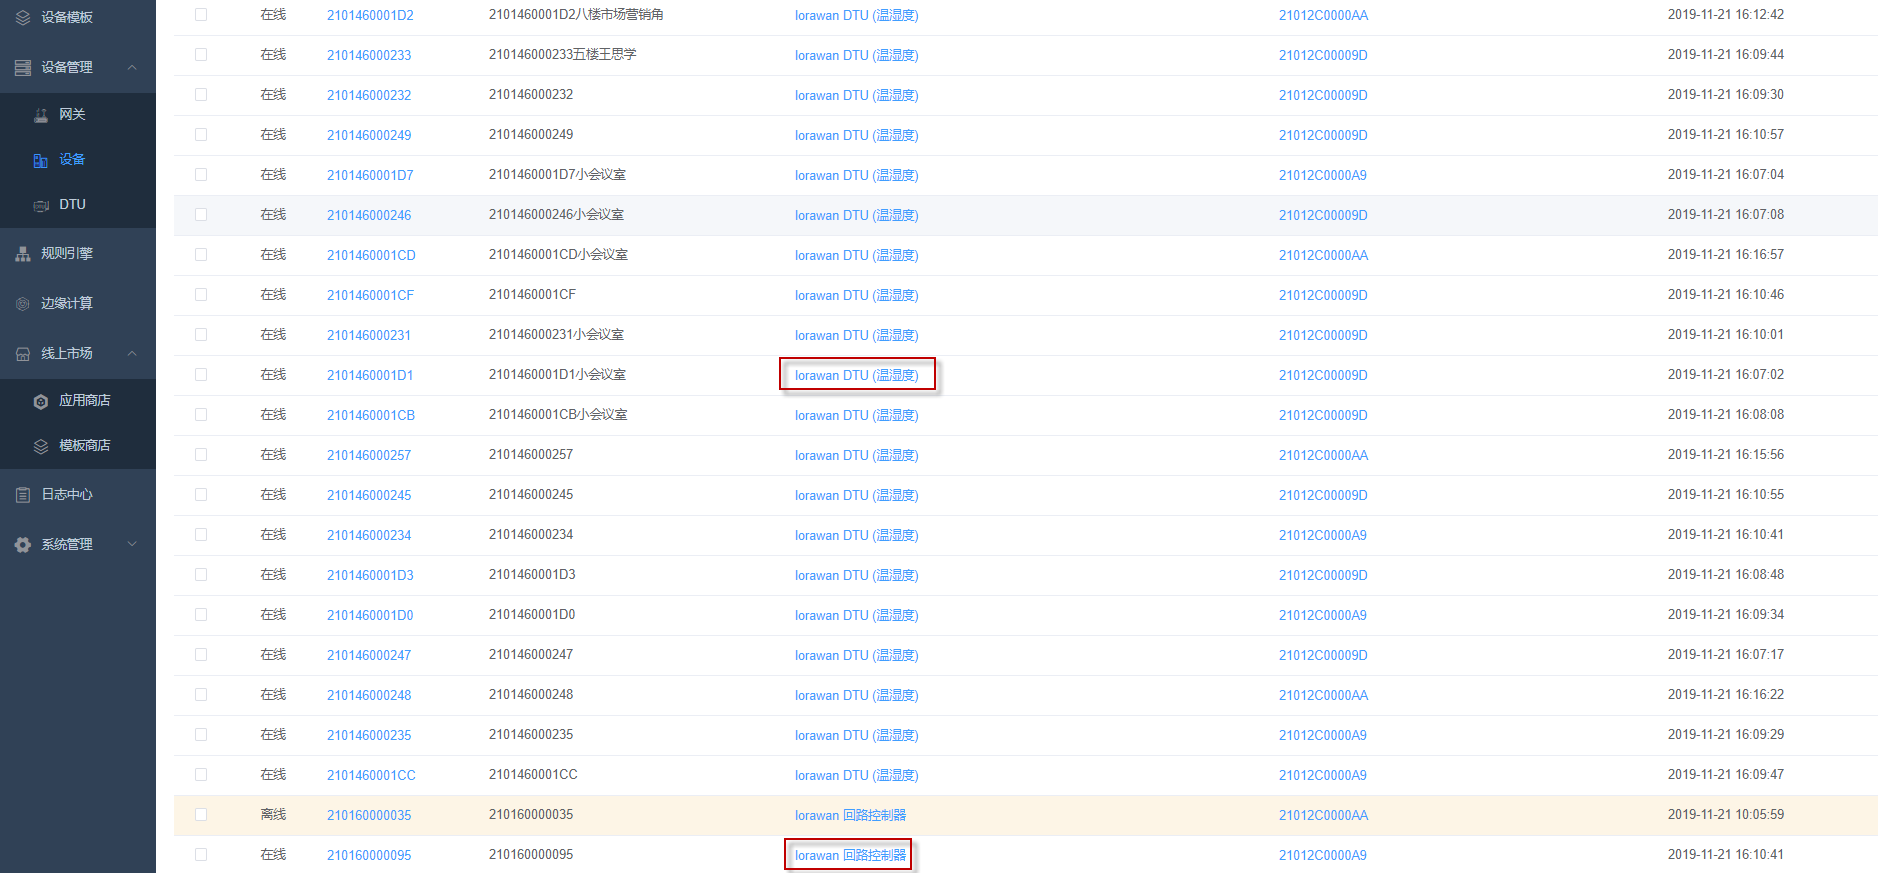 设备模板
设备管理
网关
设备
DTU
规则引擎
边缘计算
线上市场
应用商店
模板商店
日志中心
系统管理
在线 2101460001D2 2101460001D2八楼市场营销角 lorawan DTU (温湿度) 21012C0000AA 2019-11-21 16:12:42
在线 210146000233 210146000233五楼王思学 lorawan DTU (温湿度) 21012C00009D 2019-11-21 16:09:44
在线 210146000232 210146000232 lorawan DTU (温湿度) 21012C00009D 2019-11-21 16:09:30
在线 210146000249 210146000249 lorawan DTU (温湿度) 21012C00009D 2019-11-21 16:10:57
在线 2101460001D7 2101460001D7小会议室 lorawan DTU (温湿度) 21012C0000A9 2019-11-21 16:07:04
在线 210146000246 210146000246小会议室 lorawan DTU (温湿度) 21012C00009D 2019-11-21 16:07:08
在线 2101460001CD 2101460001CD小会议室 lorawan DTU (温湿度) 21012C0000AA 2019-11-21 16:16:57
在线 2101460001CF 2101460001CF lorawan DTU (温湿度) 21012C00009D 2019-11-21 16:10:46
在线 210146000231 210146000231小会议室 lorawan DTU (温湿度) 21012C00009D 2019-11-21 16:10:01
在线 2101460001D1 2101460001D1小会议室 lorawan DTU (温湿度) 21012C00009D 2019-11-21 16:07:02
在线 2101460001CB 2101460001CB小会议室 lorawan DTU (温湿度) 21012C00009D 2019-11-21 16:08:08
在线 210146000257 210146000257 lorawan DTU (温湿度) 21012C0000AA 2019-11-21 16:15:56
在线 210146000245 210146000245 lorawan DTU (温湿度) 21012C00009D 2019-11-21 16:10:55
在线 210146000234 210146000234 lorawan DTU (温湿度) 21012C0000A9 2019-11-21 16:10:41
在线 2101460001D3 2101460001D3 lorawan DTU (温湿度) 21012C00009D 2019-11-21 16:08:48
在线 2101460001D0 2101460001D0 lorawan DTU (温湿度) 21012C0000A9 2019-11-21 16:09:34
在线 210146000247 210146000247 lorawan DTU (温湿度) 21012C00009D 2019-11-21 16:07:17
在线 210146000248 210146000248 lorawan DTU (温湿度) 21012C0000AA 2019-11-21 16:16:22
在线 210146000235 210146000235 lorawan DTU (温湿度) 21012C0000A9 2019-11-21 16:09:29
在线 2101460001CC 2101460001CC lorawan DTU (温湿度) 21012C0000A9 2019-11-21 16:09:47
离线 210160000035 210160000035 lorawan 回路控制器 21012C0000AA 2019-11-21 10:05:59
在线 210160000095 210160000095 lorawan 回路控制器 21012C0000A9 2019-11-21 16:10:41